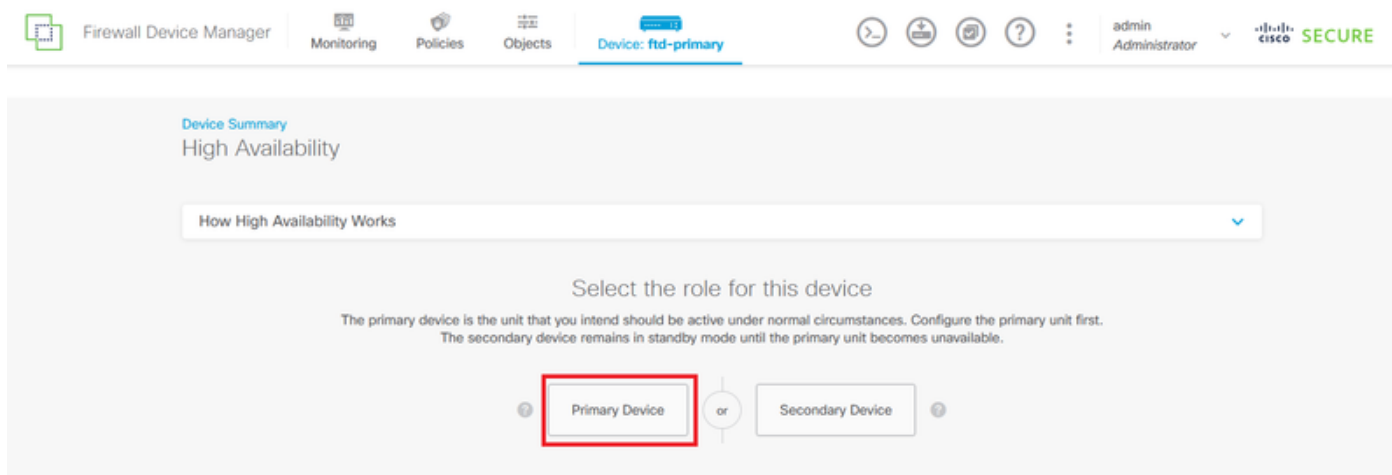 Firewall Device Manager
Monitoring
Policies
Objects
Device: ftd-primary
admin
Administrator
cisco SECURE
Device Summary
High Availability
How High Availability Works
Select the role for this device
The primary device is the unit that you intend should be active under normal circumstances. Configure the primary unit first.
The secondary device remains in standby mode until the primary unit becomes unavailable.
Primary Device
or
Secondary Device